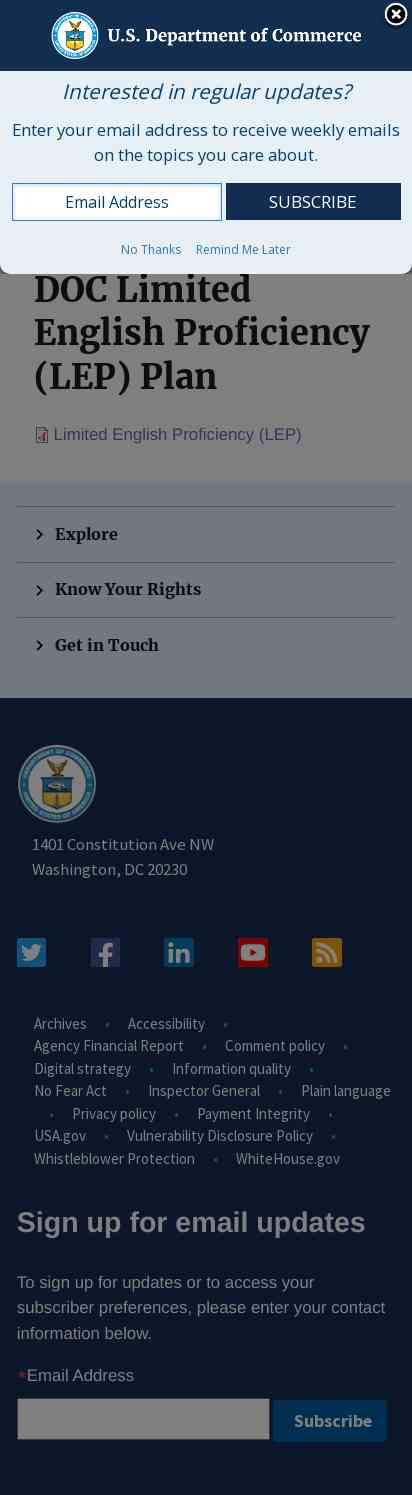 U.S. Department of Commerce
Interested in regular updates?
Enter your email address to receive weekly emails
on the topics you care about.
Email Address SUBSCRIBE
No Thanks Remind Me Later
DOC Limited
English Proficiency
(LEP) Plan
Limited English Proficiency (LEP)
Explore
Know Your Rights
Get in Touch
1401 Constitution Ave NW
Washington, DC 20230
Archives • Accessibility •
Agency Financial Report • Comment policy •
Digital strategy • Information quality •
No Fear Act • Inspector General • Plain language
• Privacy policy • Payment Integrity •
USA.gov • Vulnerability Disclosure Policy •
Whistleblower Protection • WhiteHouse.gov
Sign up for email updates
To sign up for updates or to access your
subscriber preferences, please enter your contact
information below.
*Email Address
Subscribe